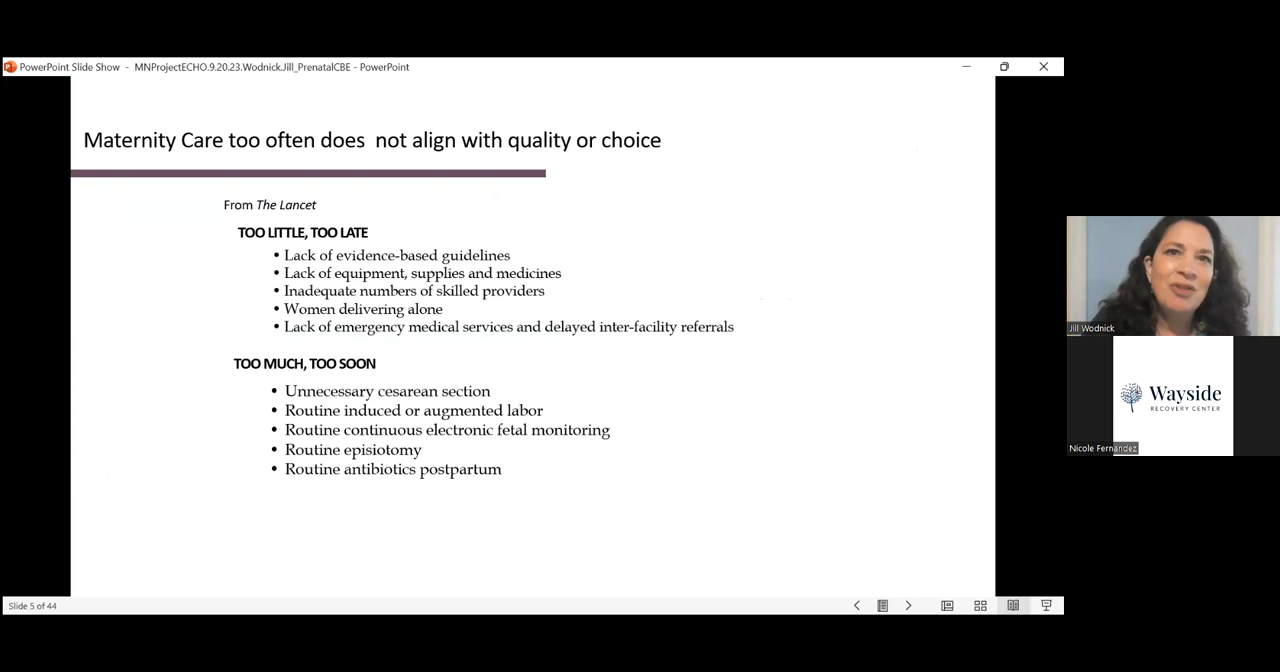 PowerPoint Slide Show - MNProjectECHO.9.20.23.Wodnick.Jill_PrenatalCBE - PowerPoint
Maternity Care too often does  not align with quality or choice
From The Lancet
TOO LITTLE, TOO LATE
• Lack of evidence-based guidelines
• Lack of equipment, supplies and medicines
• Inadequate numbers of skilled providers
• Women delivering alone
• Lack of emergency medical services and delayed inter-facility referrals
TOO MUCH, TOO SOON
• Unnecessary cesarean section
• Routine induced or augmented labor
• Routine continuous electronic fetal monitoring
• Routine episiotomy
• Routine antibiotics postpartum
Slide 5 of 44
Jill Wodnick
Wayside
RECOVERY CENTER
Nicole Fernandez